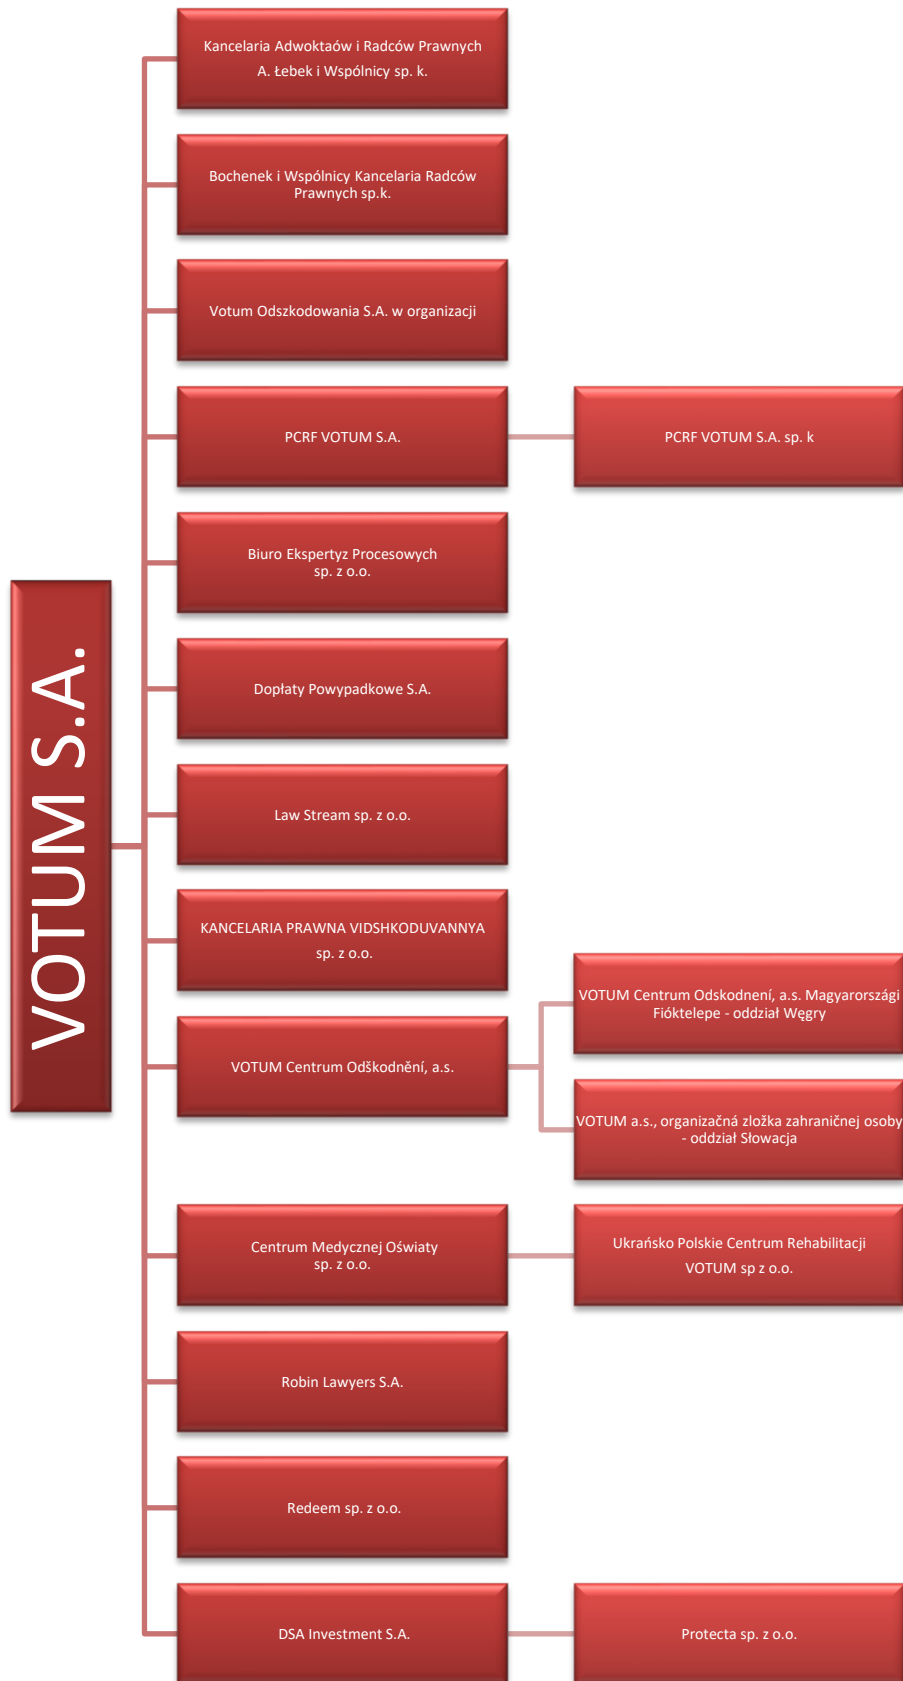 VOTUM S.A.
Kancelaria Adwoktaów i Radców Prawnych
A. Łebek i Wspólnicy sp. k.
Bochenek i Wspólnicy Kancelaria Radców
Prawnych sp.k.
Votum Odszkodowania S.A. w organizacji
PCRF VOTUM S.A.
PCRF VOTUM S.A. sp. k
Biuro Ekspertyz Procesowych
sp. z o.o.
Dopłaty Powypadkowe S.A.
Law Stream sp. z o.o.
KANCELARIA PRAWNA VIDSHKODUVANNYA
sp. z o.o.
VOTUM Centrum Odškodnění, a.s.
VOTUM Centrum Odskodnení, a.s. Magyarországi
Fióktelepe - oddział Węgry
VOTUM a.s., organizačná zložka zahraničnej osoby
- oddział Słowacja
Centrum Medycznej Oświaty
sp. z o.o.
Ukrańsko Polskie Centrum Rehabilitacji
VOTUM sp z o.o.
Robin Lawyers S.A.
Redeem sp. z o.o.
DSA Investment S.A.
Protecta sp. z o.o.